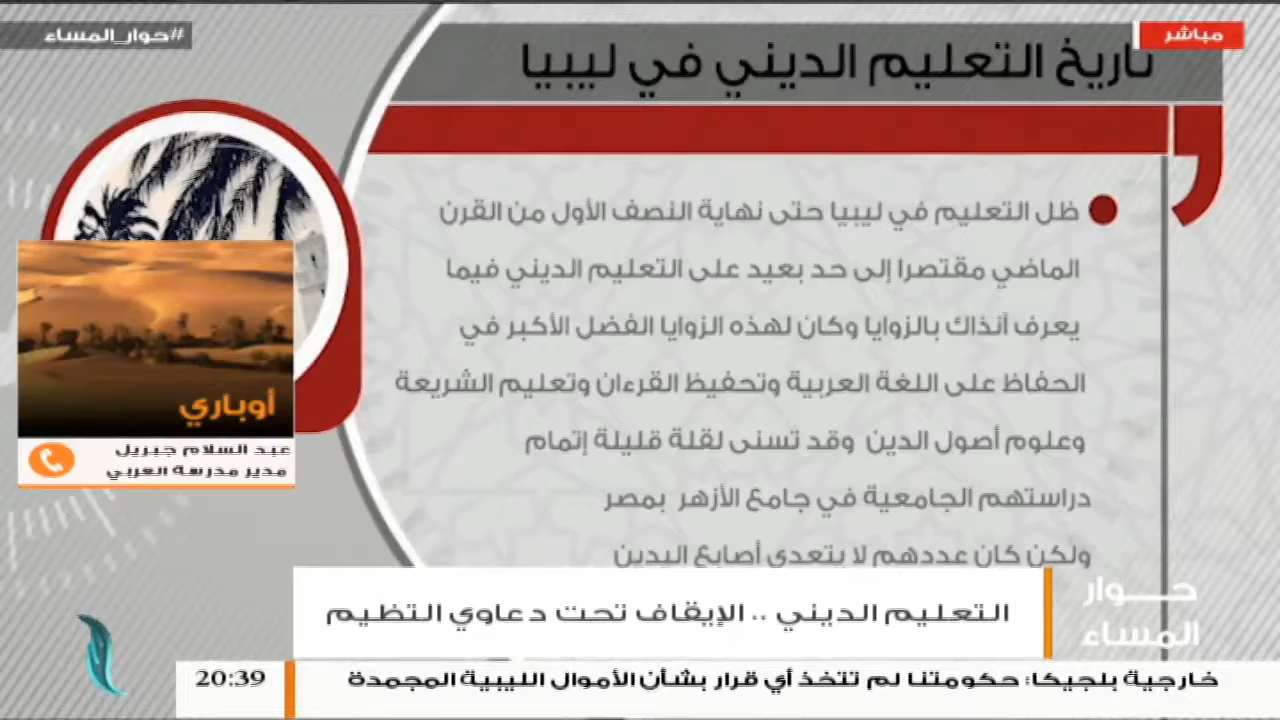 #حوار_المساء
مباشر
تاريخ التعليم الديني في ليبيا
ظل التعليم في ليبيا حتى نهاية النصف الأول من القرن
الماضي مقتصرا إلى حد بعيد على التعليم الديني فيما
يعرف آنذاك بالزوايا وكان لهذه الزوايا الفضل الأكبر في
الحفاظ على اللغة العربية وتحفيظ القرءان وتعليم الشريعة
وعلوم أصول الدين وقد تسنى لقلة قليلة إتمام
دراستهم الجامعية في جامع الأزهر بمصر
ولكن كان عددهم لا يتعدى أصابع اليدين
أوباري
عبد السلام جبريل
مدير مدرسة العربي
التعليم الديني .. الإيقاف تحت دعاوي التظيم
حوار
المساء
خارجية بلجيكا: حكومتنا لم تتخذ أي قرار بشأن الأموال الليبية المجمدة
20:39